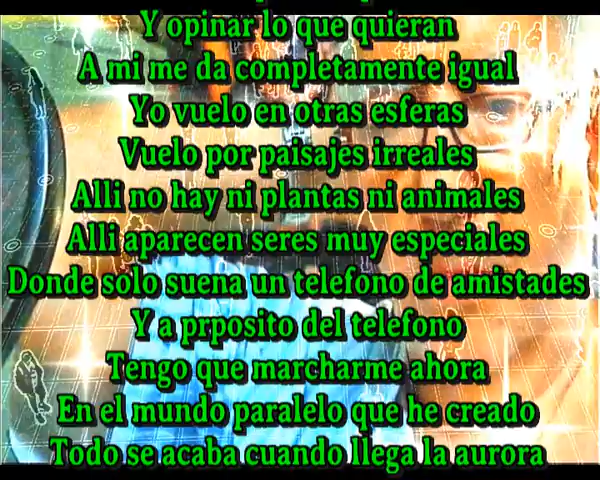 Y opinar lo que quieran
A mi me da completamente igual
Yo vuelo en otras esferas
Vuelo por paisajes irreales
Alli no hay ni plantas ni animales
Alli aparecen seres muy especiales
Donde solo suena un telefono de amistades
Y a prposito del telefono
Tengo que marcharme ahora
En el mundo paralelo que he creado
Todo se acaba cuando llega la aurora